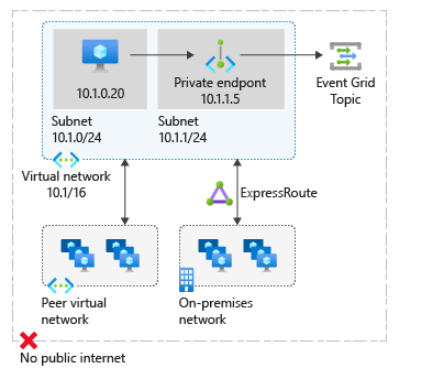 10.1.0.20
Private endpont
10.1.1.5
Event Grid
Topic
Subnet
10.1.0/24
Subnet
10.1.1/24
Virtual network
10.1/16
ExpressRoute
Peer virtual
network
On-premises
network
No public internet